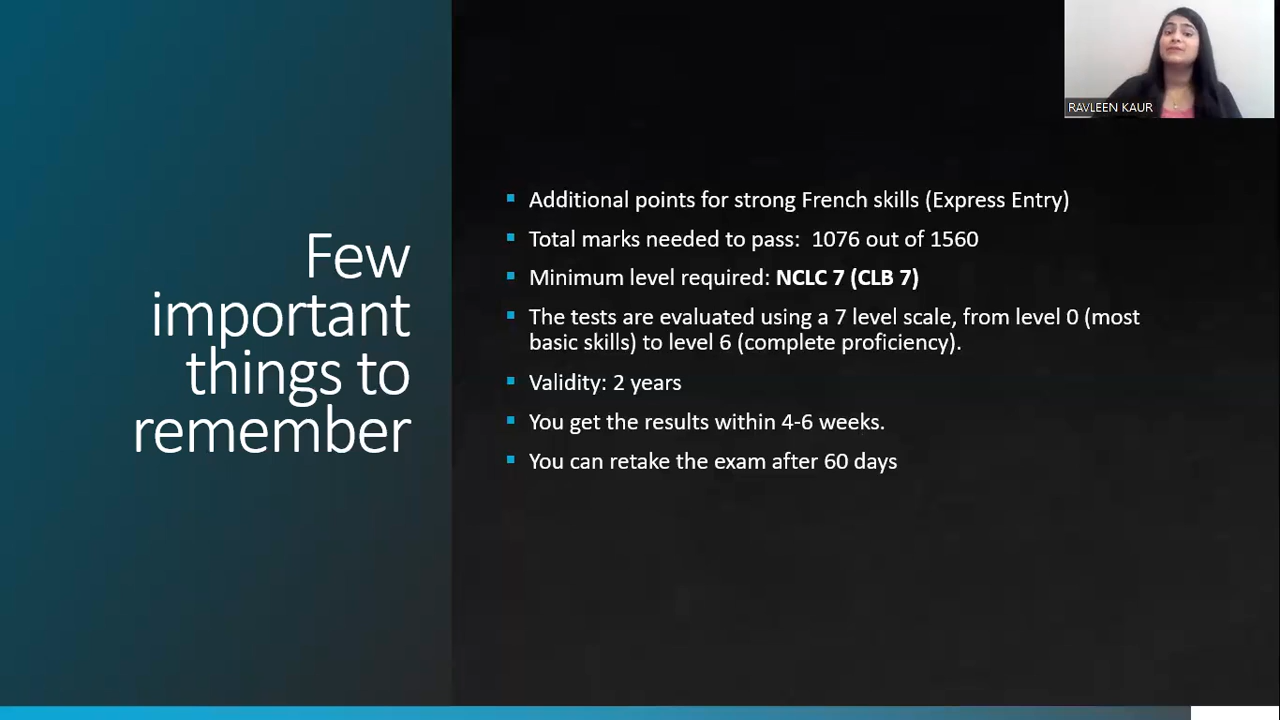 RAVLEEN KAUR
Few
important
things to
remember
Additional points for strong French skills (Express Entry)
Total marks needed to pass:  1076 out of 1560
Minimum level required: NCLC 7 (CLB 7)
The tests are evaluated using a 7 level scale, from level 0 (most
basic skills) to level 6 (complete proficiency).
Validity: 2 years
You get the results within 4-6 weeks.
You can retake the exam after 60 days